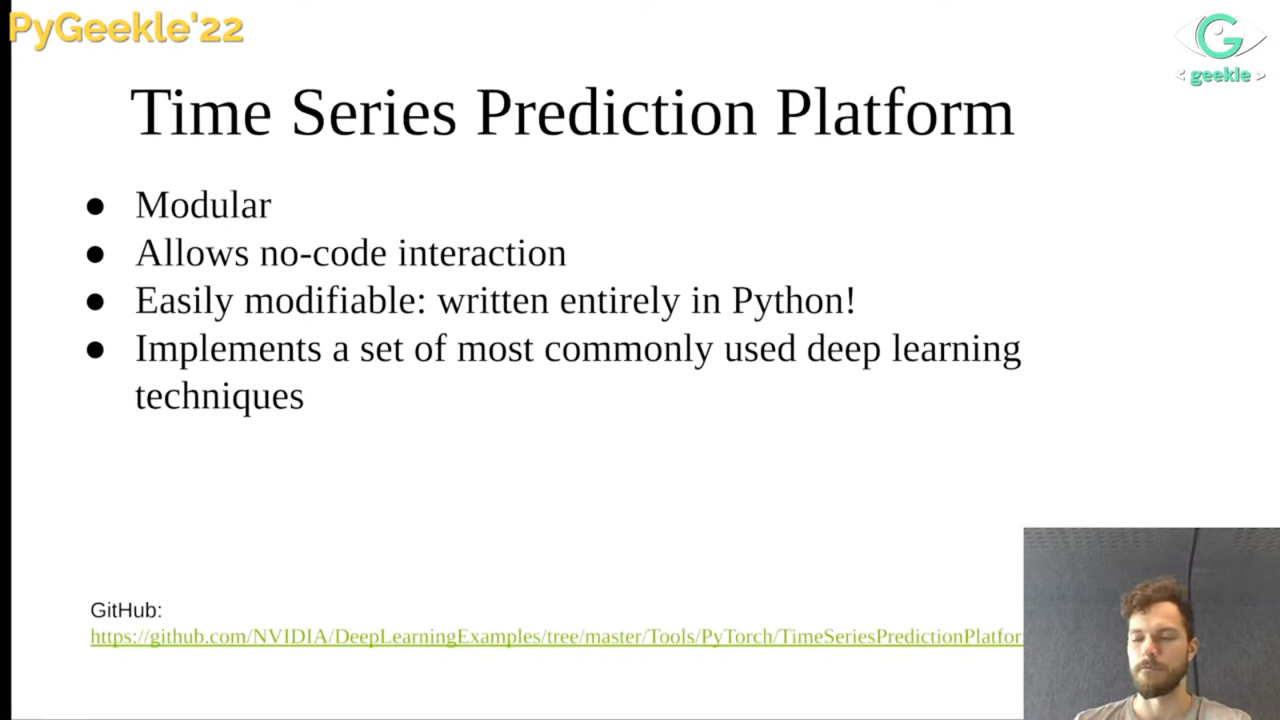 PyGeekle'22
G
< geekle >
Time Series Prediction Platform
● Modular
● Allows no-code interaction
● Easily modifiable: written entirely in Python!
● Implements a set of most commonly used deep learning
techniques
GitHub:
https://github.com/NVIDIA/DeepLearningExamples/tree/master/Tools/PyTorch/TimeSeriesPredictionPlatfor